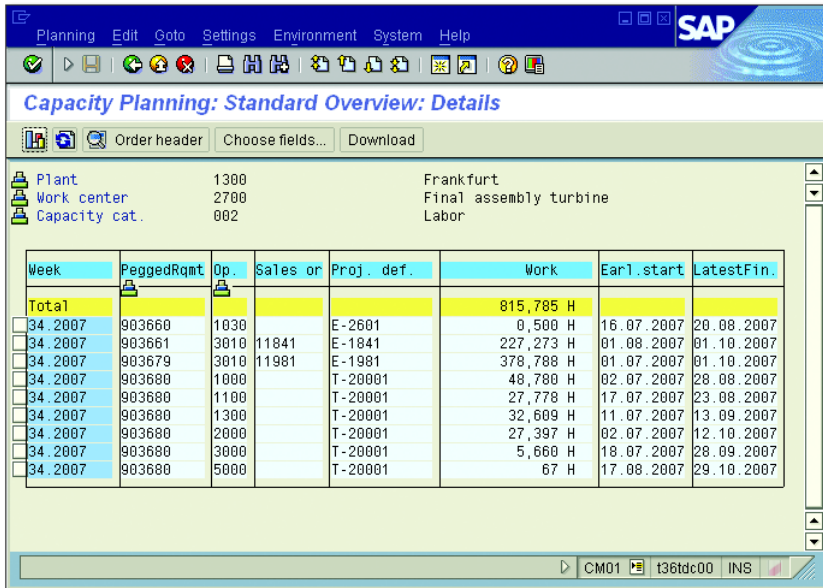 Planning Edit Goto Settings Environment System Help
SAP
Capacity Planning: Standard Overview: Details
Order header Choose fields... Download
Plant 1300 Frankfurt
Work center 2700 Final assembly turbine
Capacity cat. 002 Labor
Week PeggedRqmt Op. Sales or Proj. def. Work Earl.start LatestFin.
Total 815,785 H
34.2007 903660 1030 E-2601 0,500 H 16.07.2007 20.08.2007
34.2007 903661 3010 11841 E-1841 227,273 H 01.08.2007 01.10.2007
34.2007 903679 3010 11981 E-1981 378,788 H 01.07.2007 01.10.2007
34.2007 903680 1000 T-20001 48,780 H 02.07.2007 28.08.2007
34.2007 903680 1100 T-20001 27,778 H 17.07.2007 23.08.2007
34.2007 903680 1300 T-20001 32,609 H 11.07.2007 13.09.2007
34.2007 903680 2000 T-20001 27,397 H 02.07.2007 12.10.2007
34.2007 903680 3000 T-20001 5,660 H 18.07.2007 28.09.2007
34.2007 903680 5000 T-20001 67 H 17.08.2007 29.10.2007
CM01 t36tdc00 INS